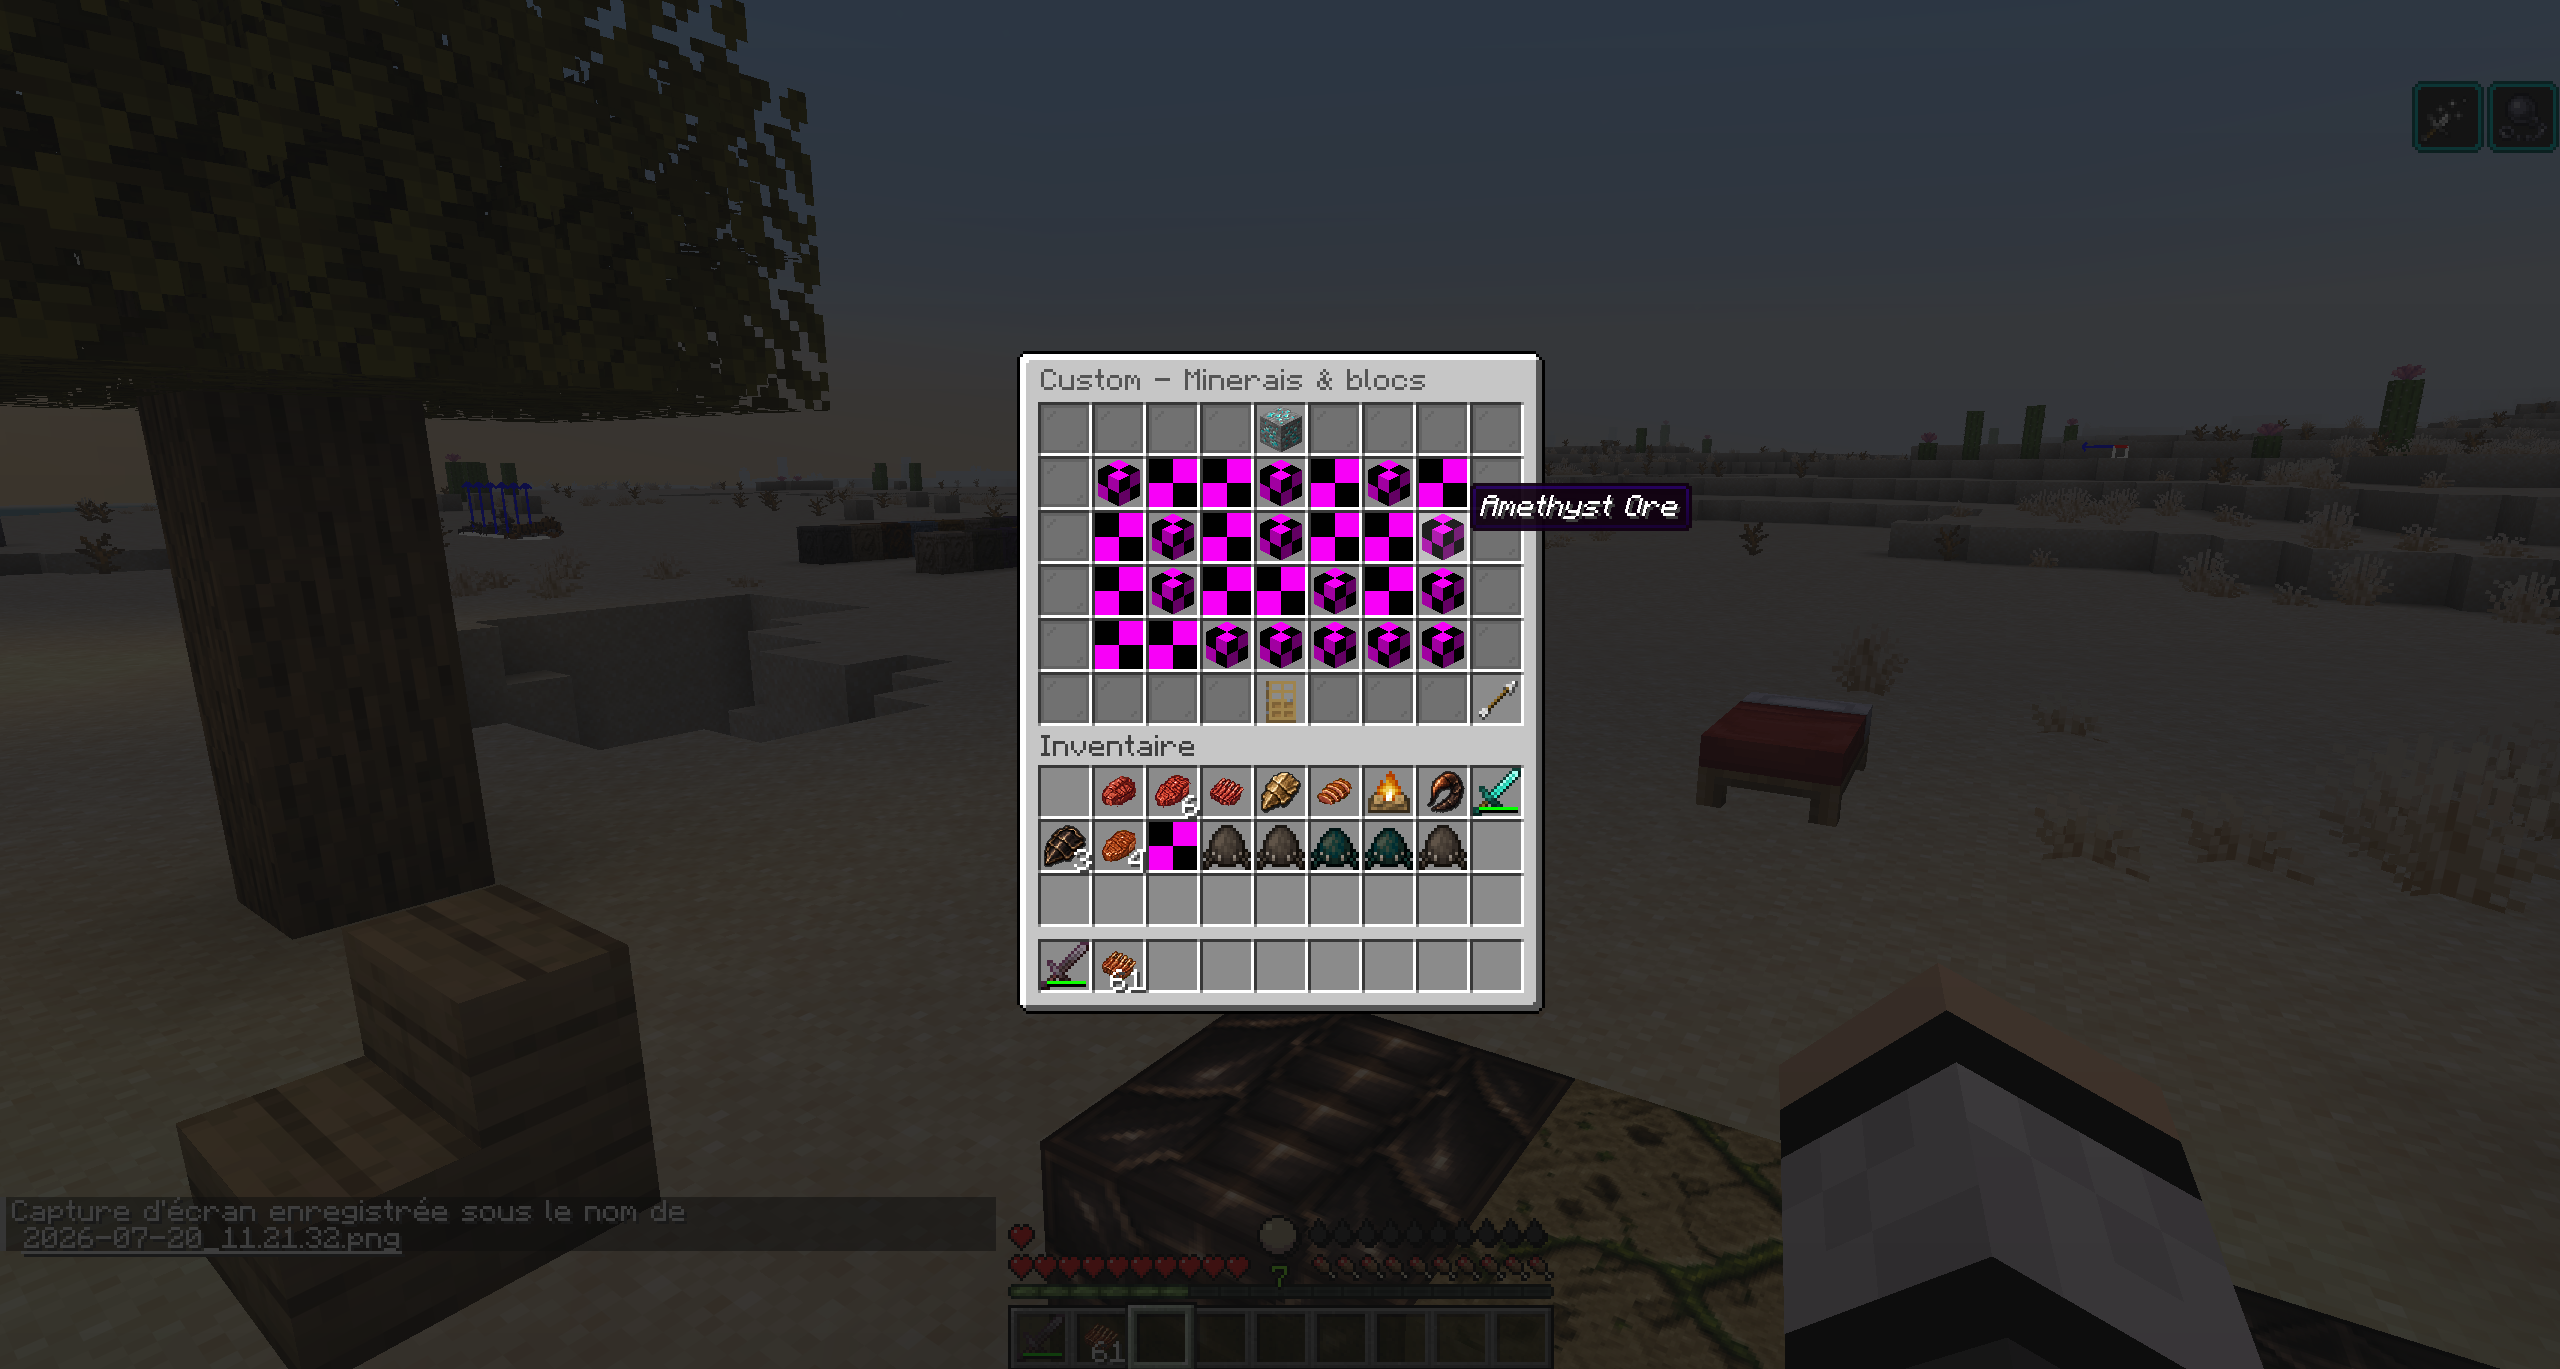 Custom - Minerais & blocs
Amethyst Ore
Inventaire
6
3
4
61
Capture d'écran enregistrée sous le nom de
2026-07-20_11.21.32.png
7
61